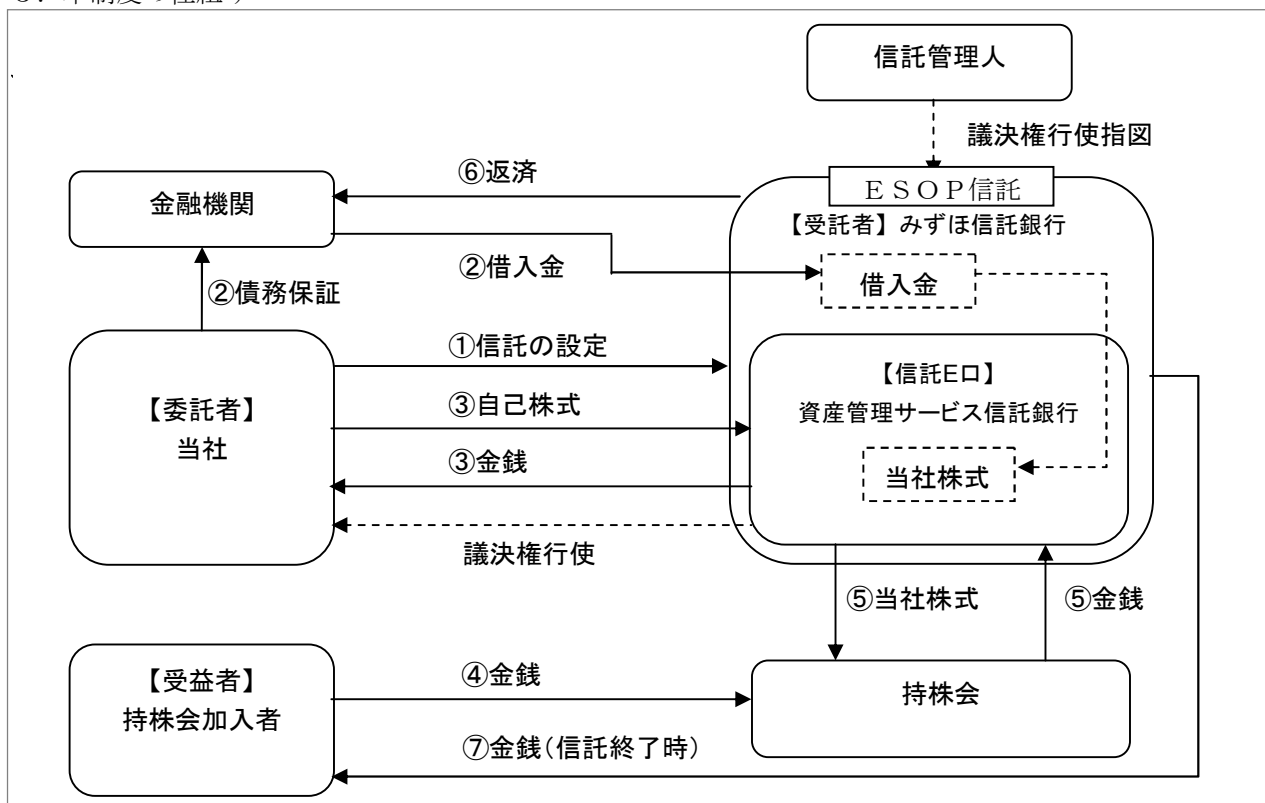 信託管理人
議決権行使指図
⑥返済
ESOP信託
金融機関
【受託者】みずほ信託銀行
②借入金
借入金
②債務保証
①信託の設定
【信託E口】
資産管理サービス信託銀行
【委託者】
当社
③自己株式
③金銭
当社株式
議決権行使
⑤当社株式
⑤金銭
【受益者】
持株会加入者
④金銭
持株会
⑦金銭(信託終了時)